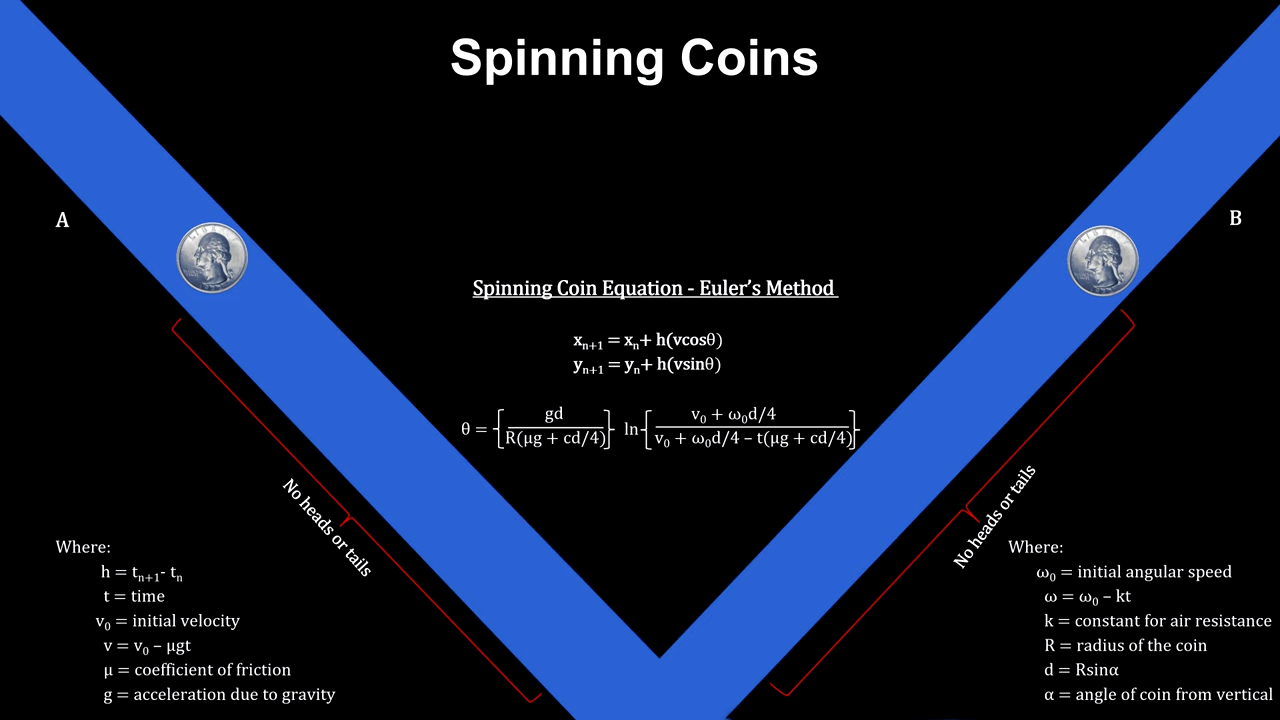 Spinning Coins
A
B
LIBERTY
LIBERTY
Spinning Coin Equation - Euler's Method
xₙ₊₁ = xₙ+ h(vcosθ)
yₙ₊₁ = yₙ+ h(vsinθ)
θ = [gd / R(μg + cd/4)] ln[v₀ + ω₀d/4 / v₀ + ω₀d/4 – t(μg + cd/4)]
No heads or tails
No heads or tails
Where:
h = tₙ₊₁- tₙ
t = time
v₀ = initial velocity
v = v₀ – μgt
μ = coefficient of friction
g = acceleration due to gravity
Where:
ω₀ = initial angular speed
ω = ω₀ – kt
k = constant for air resistance
R = radius of the coin
d = Rsinα
α = angle of coin from vertical